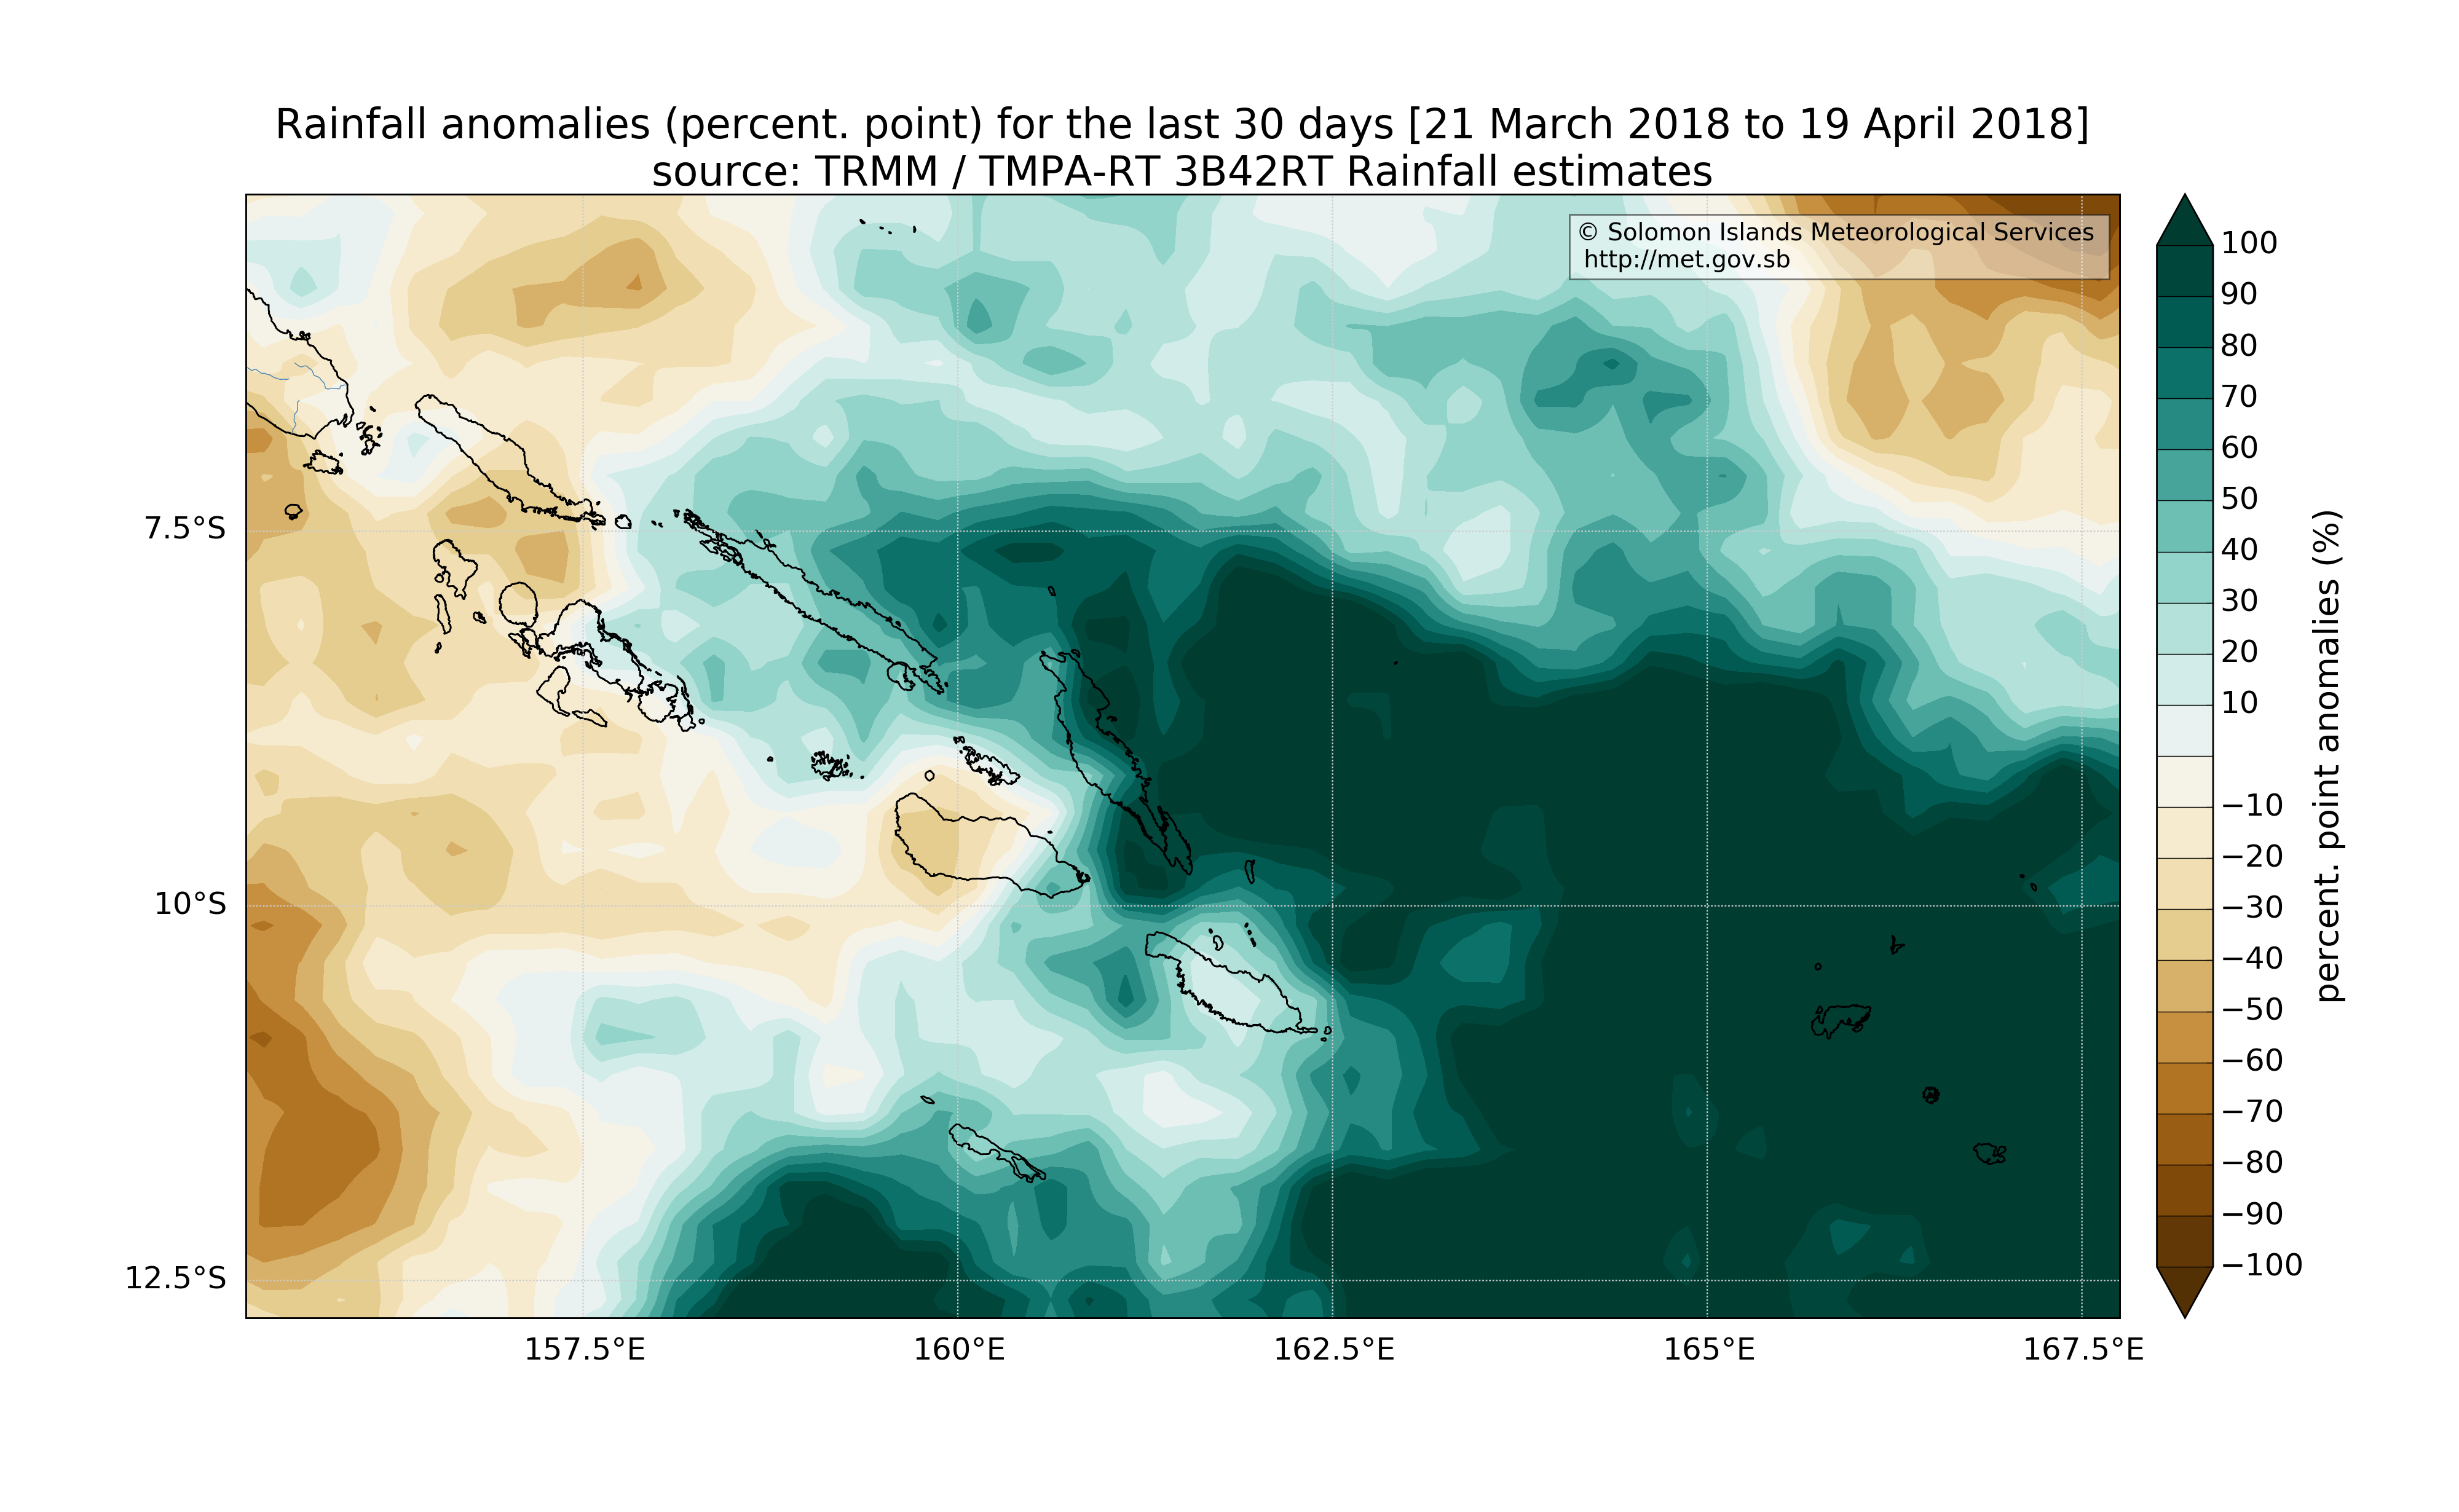 Rainfall anomalies (percent. point) for the last 30 days [21 March 2018 to 19 April 2018]
source: TRMM / TMPA-RT 3B42RT Rainfall estimates
© Solomon Islands Meteorological Services
http://met.gov.sb
7.5°S
10°S
12.5°S
157.5°E
160°E
162.5°E
165°E
167.5°E
100
90
80
70
60
50
40
30
20
10
−10
−20
−30
−40
−50
−60
−70
−80
−90
−100
percent. point anomalies (%)